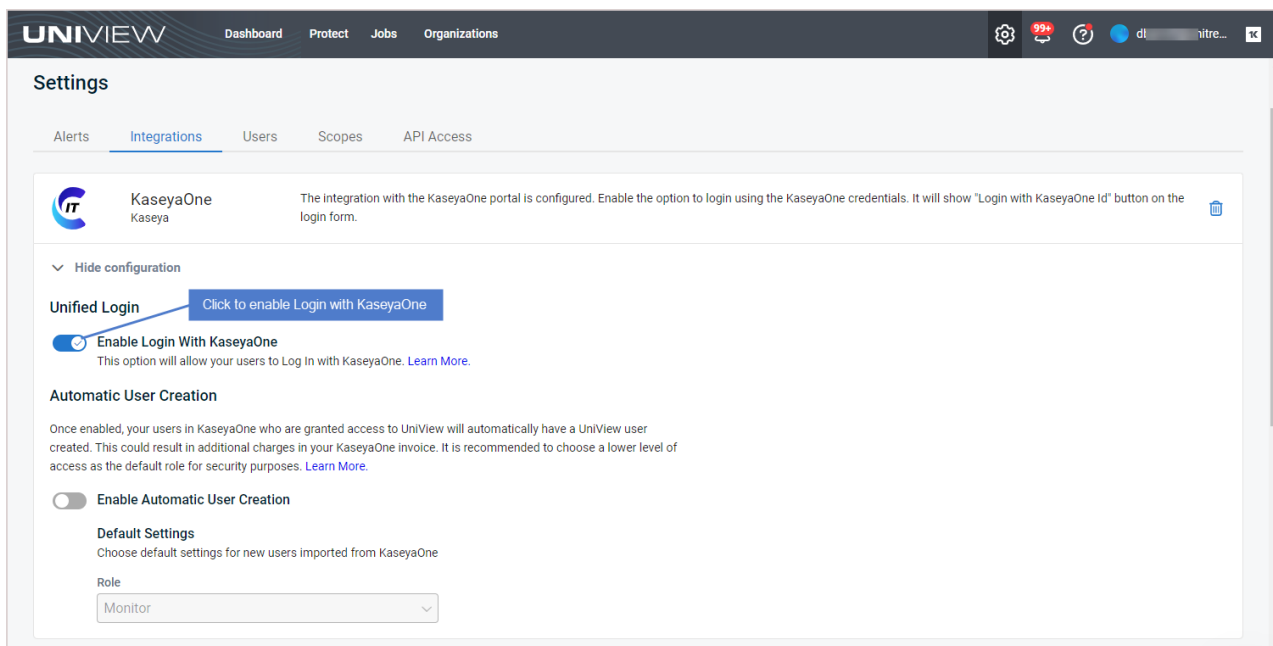 UNIVIEW Dashboard Protect Jobs Organizations 99+ hitre... 1K
Settings
Alerts Integrations Users Scopes API Access
IT
KaseyaOne
Kaseya
The integration with the KaseyaOne portal is configured. Enable the option to login using the KaseyaOne credentials. It will show "Login with KaseyaOne Id" button on the
login form.
Hide configuration
Unified Login
Click to enable Login with KaseyaOne
Enable Login With KaseyaOne
This option will allow your users to Log In with KaseyaOne. Learn More.
Automatic User Creation
Once enabled, your users in KaseyaOne who are granted access to UniView will automatically have a UniView user
created. This could result in additional charges in your KaseyaOne invoice. It is recommended to choose a lower level of
access as the default role for security purposes. Learn More.
Enable Automatic User Creation
Default Settings
Choose default settings for new users imported from KaseyaOne
Role
Monitor